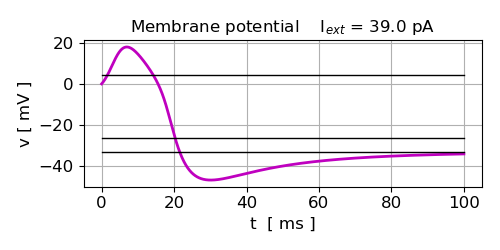 Membrane potential    I_ext = 39.0 pA
20
0
−20
−40
v [ mV ]
0 20 40 60 80 100
t [ ms ]